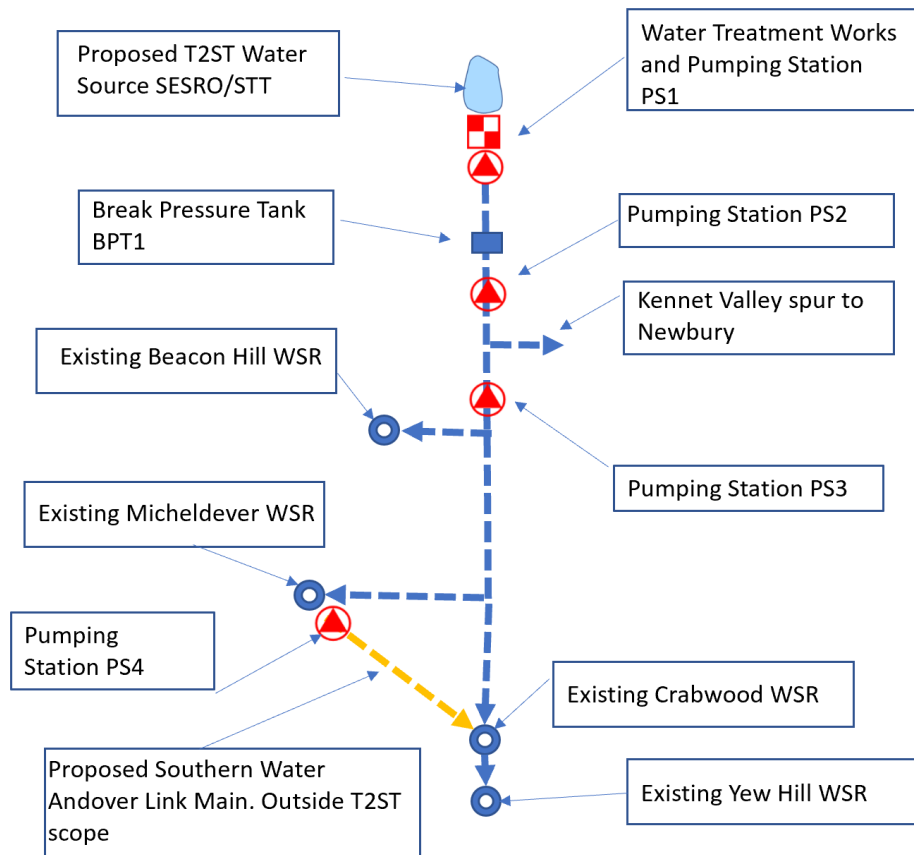 Proposed T2ST Water
Source SESRO/STT
Water Treatment Works
and Pumping Station
PS1
Break Pressure Tank
BPT1
Pumping Station PS2
Kennet Valley spur to
Newbury
Existing Beacon Hill WSR
Pumping Station PS3
Existing Micheldever WSR
Pumping
Station PS4
Existing Crabwood WSR
Proposed Southern Water
Andover Link Main. Outside T2ST
scope
Existing Yew Hill WSR